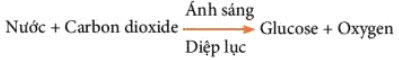 Ánh sáng
Nước + Carbon dioxide → Glucose + Oxygen
Diệp lục